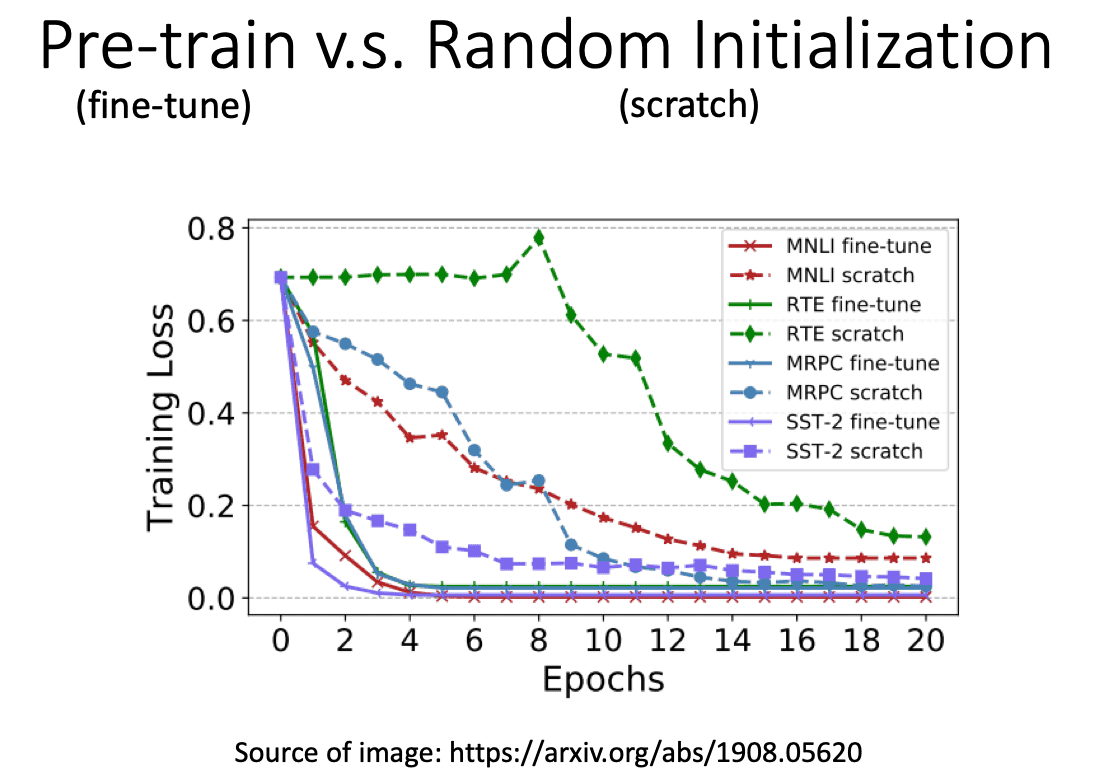 Pre-train v.s. Random Initialization
(fine-tune)
(scratch)
0.8
0.6
0.4
0.2
0.0
Training Loss
MNLI fine-tune
MNLI scratch
RTE fine-tune
RTE scratch
MRPC fine-tune
MRPC scratch
SST-2 fine-tune
SST-2 scratch
0 2 4 6 8 10 12 14 16 18 20
Epochs
Source of image: https://arxiv.org/abs/1908.05620